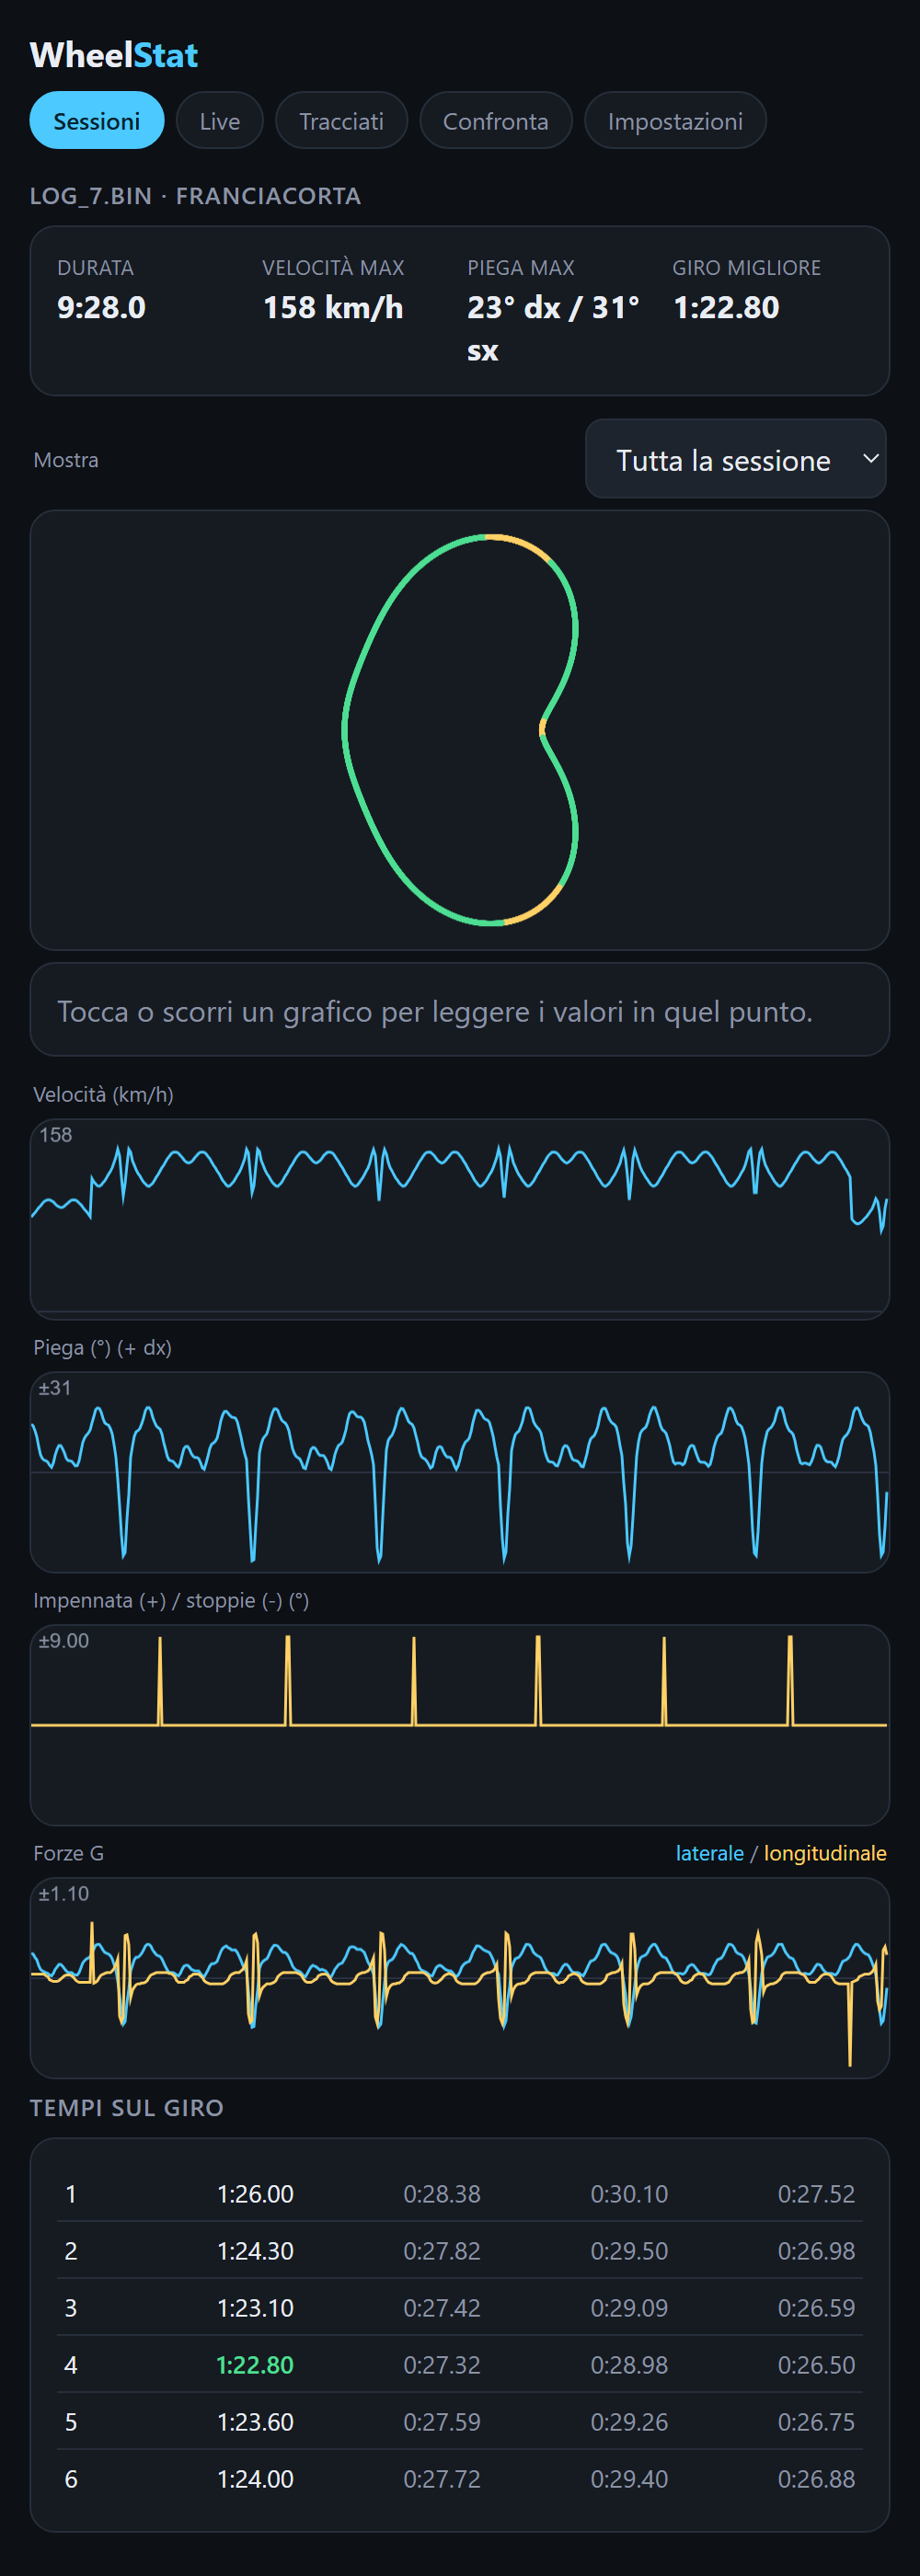 WheelStat
Sessioni Live Tracciati Confronta Impostazioni
LOG_7.BIN · FRANCIACORTA
DURATA VELOCITÀ MAX PIEGA MAX GIRO MIGLIORE
9:28.0 158 km/h 23° dx / 31° sx 1:22.80
Mostra Tutta la sessione
Tocca o scorri un grafico per leggere i valori in quel punto.
Velocità (km/h)
158
Piega (°) (+ dx)
±31
Impennata (+) / stoppie (-) (°)
±9.00
Forze G laterale / longitudinale
±1.10
TEMPI SUL GIRO
1 1:26.00 0:28.38 0:30.10 0:27.52
2 1:24.30 0:27.82 0:29.50 0:26.98
3 1:23.10 0:27.42 0:29.09 0:26.59
4 1:22.80 0:27.32 0:28.98 0:26.50
5 1:23.60 0:27.59 0:29.26 0:26.75
6 1:24.00 0:27.72 0:29.40 0:26.88